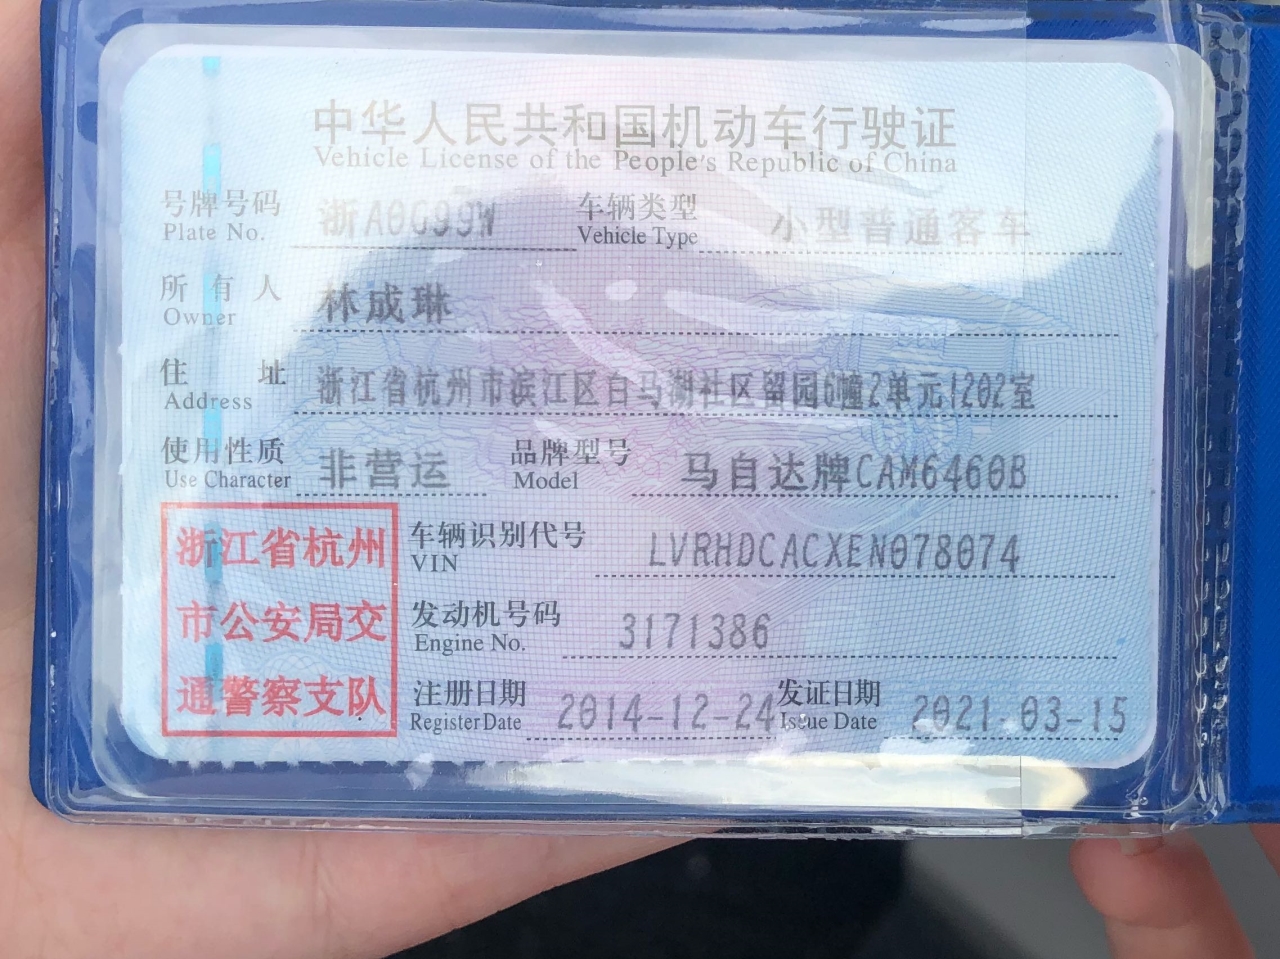 中华人民共和国机动车行驶证
Vehicle License of the People's Republic of China
号牌号码 浙A0G99W 车辆类型 小型普通客车
Plate No. Vehicle Type
所有人 林成琳
Owner
住址 浙江省杭州市滨江区白马湖社区留园6幢2单元1202室
Address
使用性质 非营运 品牌型号 马自达牌CAM6460B
Use Character Model
浙江省杭州
市公安局交
通警察支队
车辆识别代号 LVRHDCACXEN078074
VIN
发动机号码 3171386
Engine No.
注册日期 2014-12-24 发证日期 2021-03-15
Register Date Issue Date